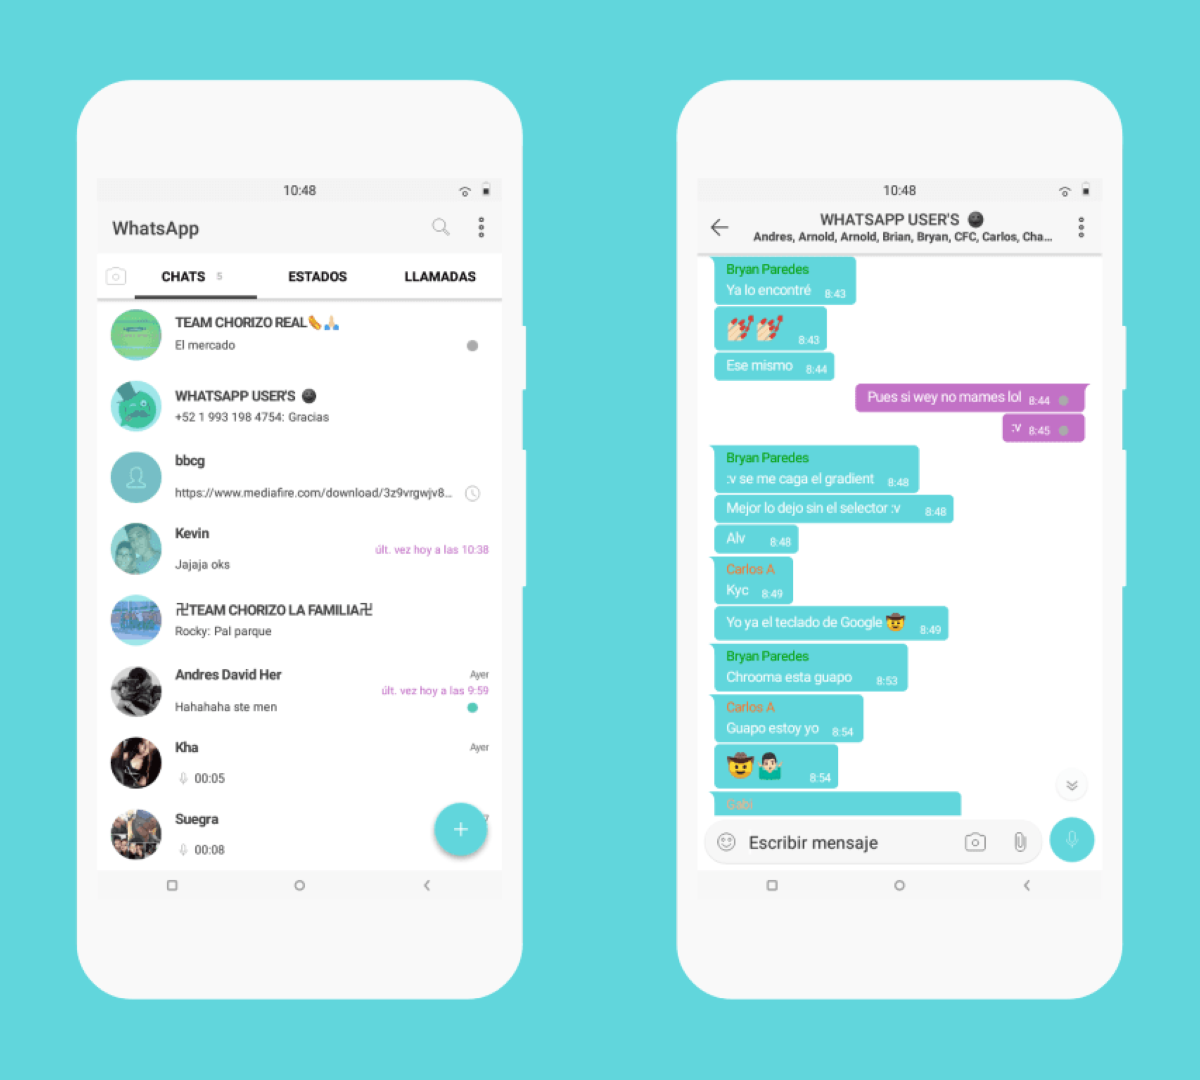 10:48
WhatsApp
CHATS 5 ESTADOS LLAMADAS
TEAM CHORIZO REAL🌭🙏🏻
El mercado
WHATSAPP USER'S 🌚
+52 1 993 198 4754: Gracias
bbcg
https://www.mediafire.com/download/3z9vrgwjv8...
Kevin
últ. vez hoy a las 10:38
Jajaja oks
卍TEAM CHORIZO LA FAMILIA卍
Rocky: Pal parque
Andres David Her Ayer
últ. vez hoy a las 9:59
Hahahaha ste men
Kha Ayer
00:05
Suegra
00:08
10:48
WHATSAPP USER'S 🌚
Andres, Arnold, Arnold, Brian, Bryan, CFC, Carlos, Cha...
Bryan Paredes
Ya lo encontré 8:43
💅🏻💅🏻 8:43
Ese mismo 8:44
Pues si wey no mames lol 8:44
:v 8:45
Bryan Paredes
:v se me caga el gradient 8:48
Mejor lo dejo sin el selector :v 8:48
Alv 8:48
Carlos A
Kyc 8:49
Yo ya el teclado de Google 🤠 8:49
Bryan Paredes
Chrooma esta guapo 8:53
Carlos A
Guapo estoy yo 8:54
🤠🤷🏻‍♂️ 8:54
Escribir mensaje